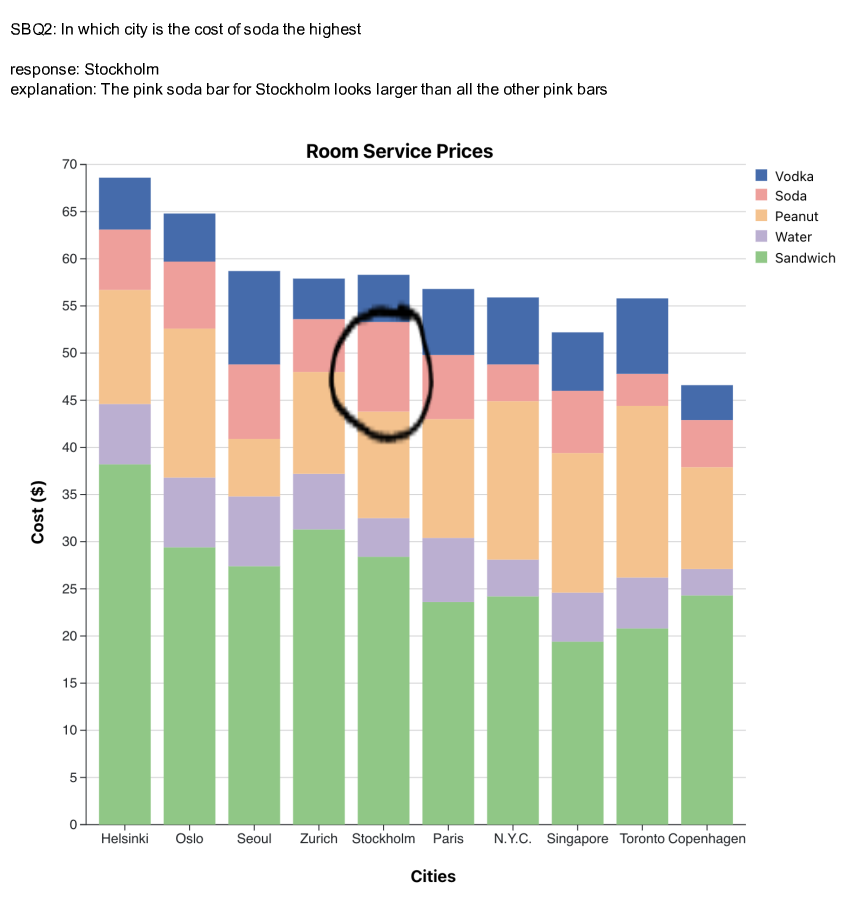 SBQ2: In which city is the cost of soda the highest
response: Stockholm
explanation: The pink soda bar for Stockholm looks larger than all the other pink bars
Room Service Prices
70
65
60
55
50
45
40
35
30
25
20
15
10
5
0
Cost ($)
Vodka
Soda
Peanut
Water
Sandwich
Helsinki Oslo Seoul Zurich Stockholm Paris N.Y.C. Singapore Toronto Copenhagen
Cities